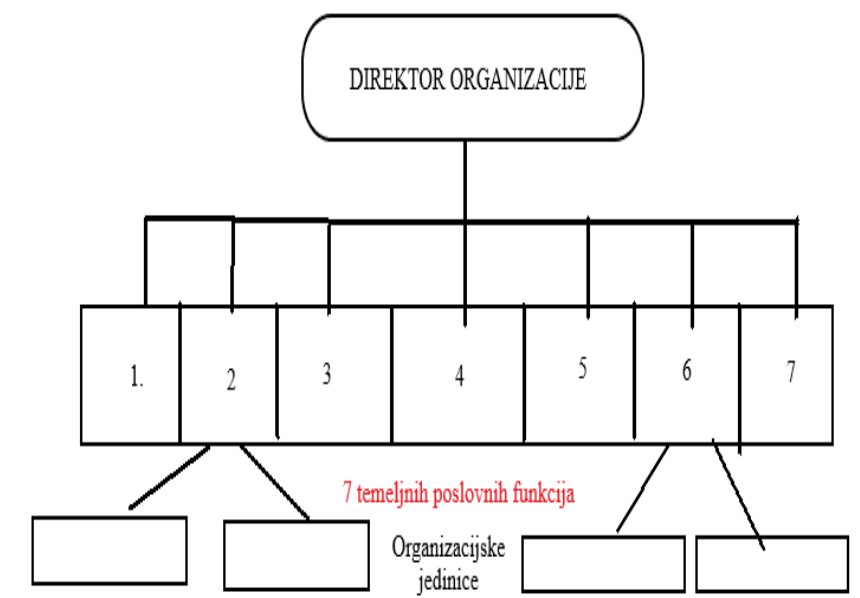 DIREKTOR ORGANIZACIJE
1.
2
3
4
5
6
7
7 temeljnih poslovnih funkcija
Organizacijske
jedinice